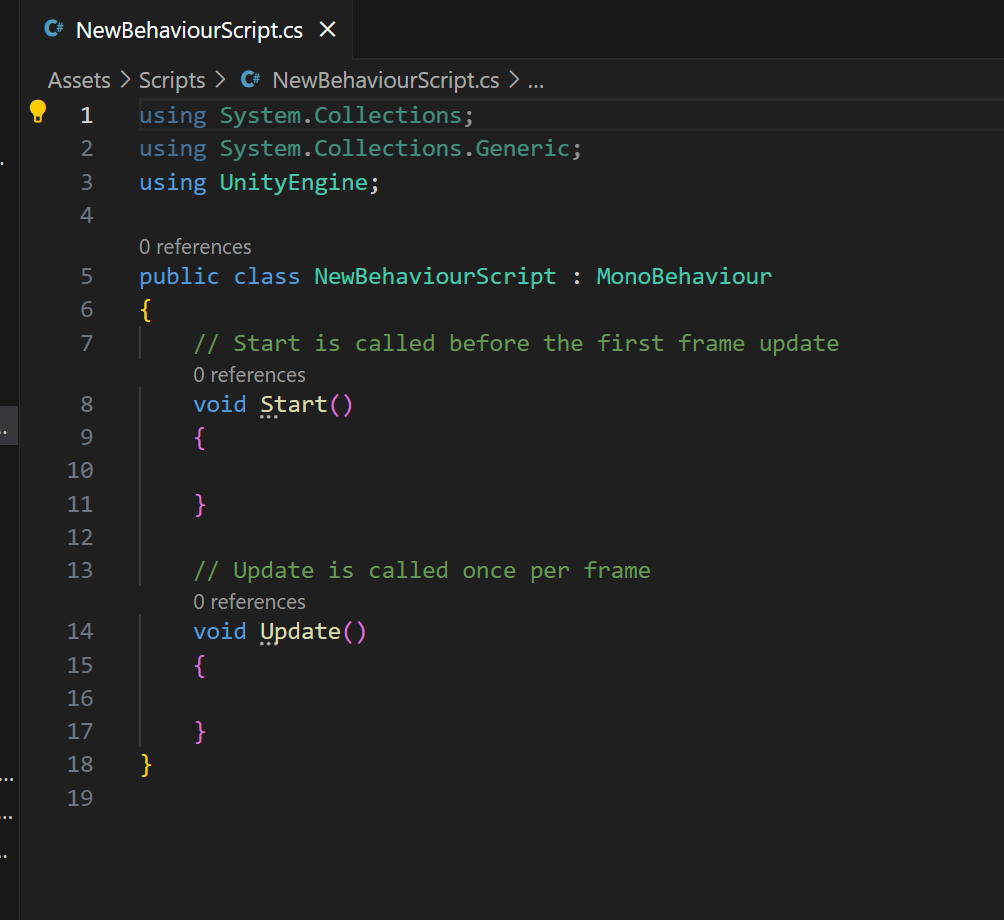 NewBehaviourScript.cs
Assets > Scripts > NewBehaviourScript.cs > ...
1 using System.Collections;
2 using System.Collections.Generic;
3 using UnityEngine;
4
0 references
5 public class NewBehaviourScript : MonoBehaviour
6 {
7 // Start is called before the first frame update
0 references
8 void Start()
9 {
10
11 }
12
13 // Update is called once per frame
0 references
14 void Update()
15 {
16
17 }
18 }
19